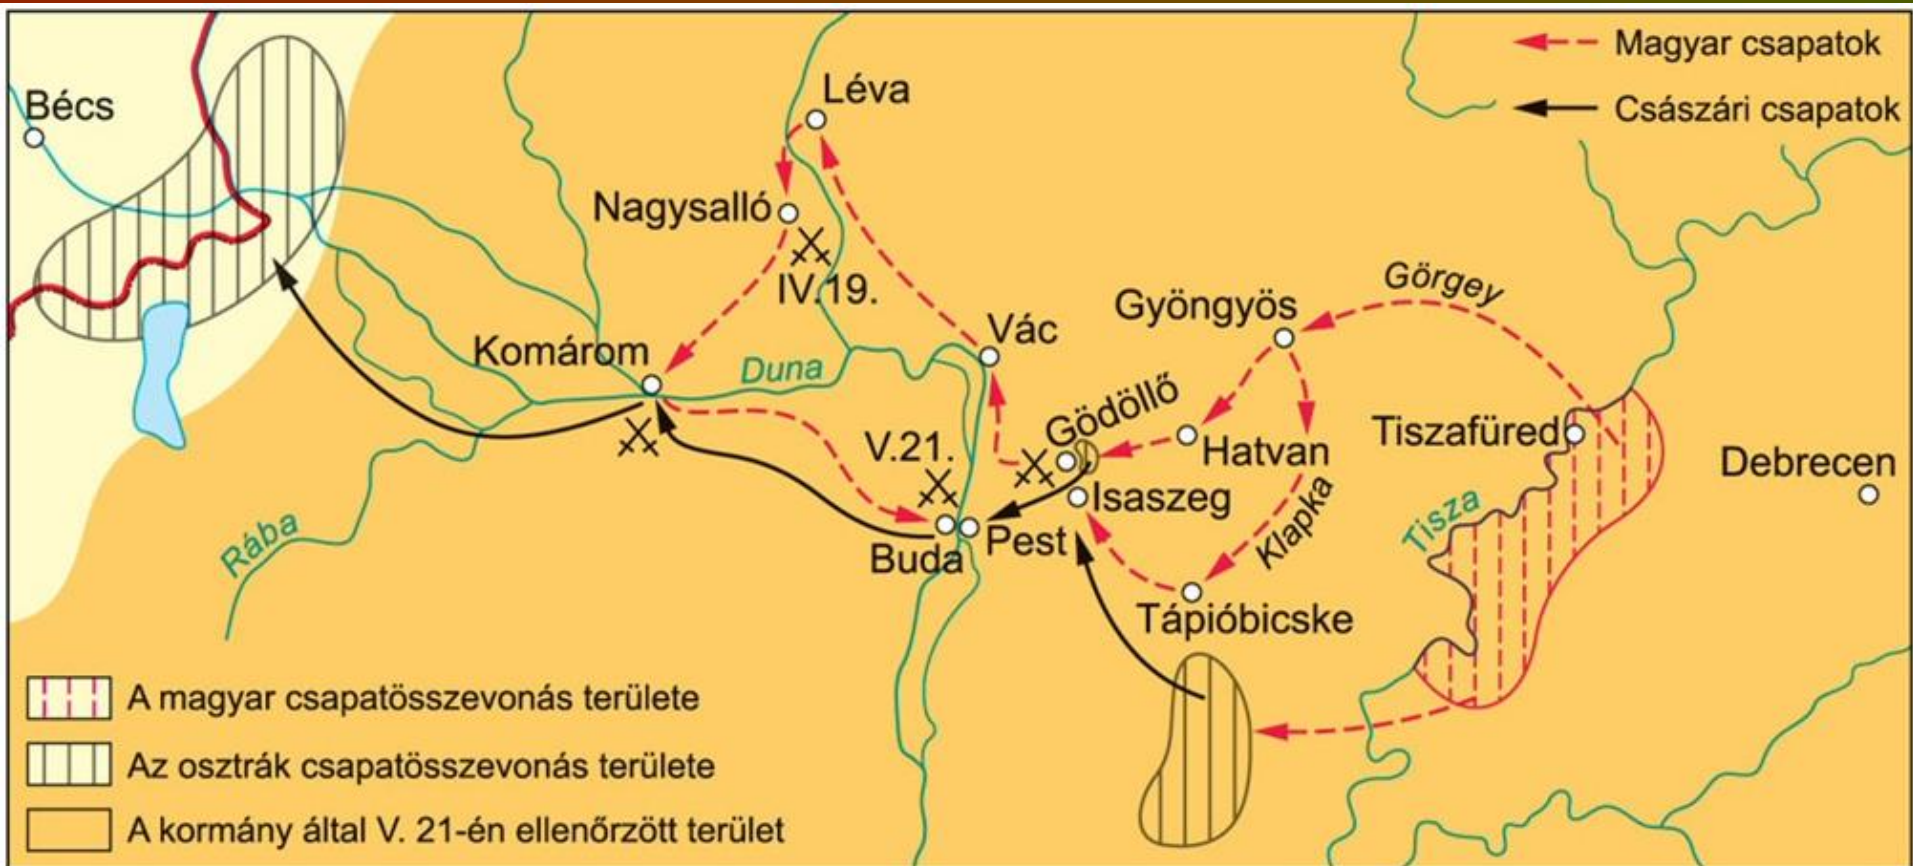 Magyar csapatok
Császári csapatok
Bécs
Léva
Nagysalló
IV.19.
Görgey
Gyöngyös
Vác
Komárom
Duna
Gödöllő
Tiszafüred
Hatvan
V.21.
Debrecen
Isaszeg
Klapka
Tisza
Rába
Buda
Pest
Tápióbicske
A magyar csapatösszevonás területe
Az osztrák csapatösszevonás területe
A kormány által V. 21-én ellenőrzött terület